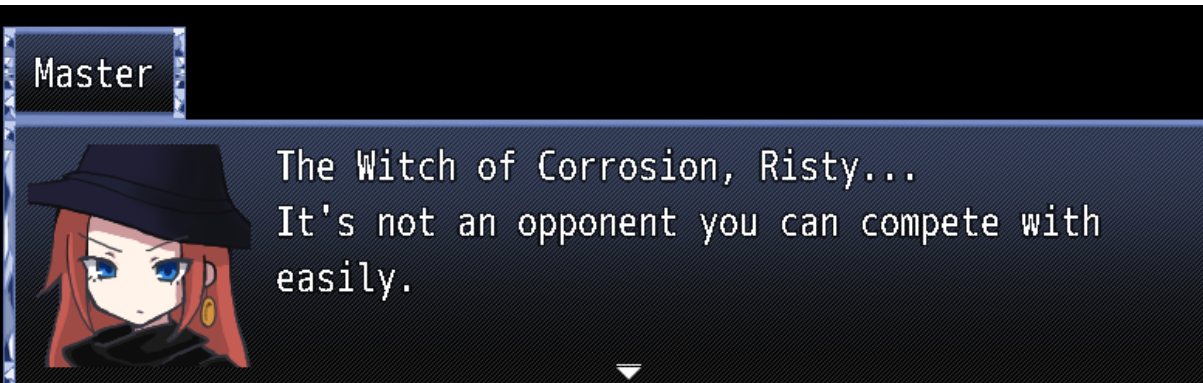 Master
The Witch of Corrosion, Risty...
It's not an opponent you can compete with
easily.